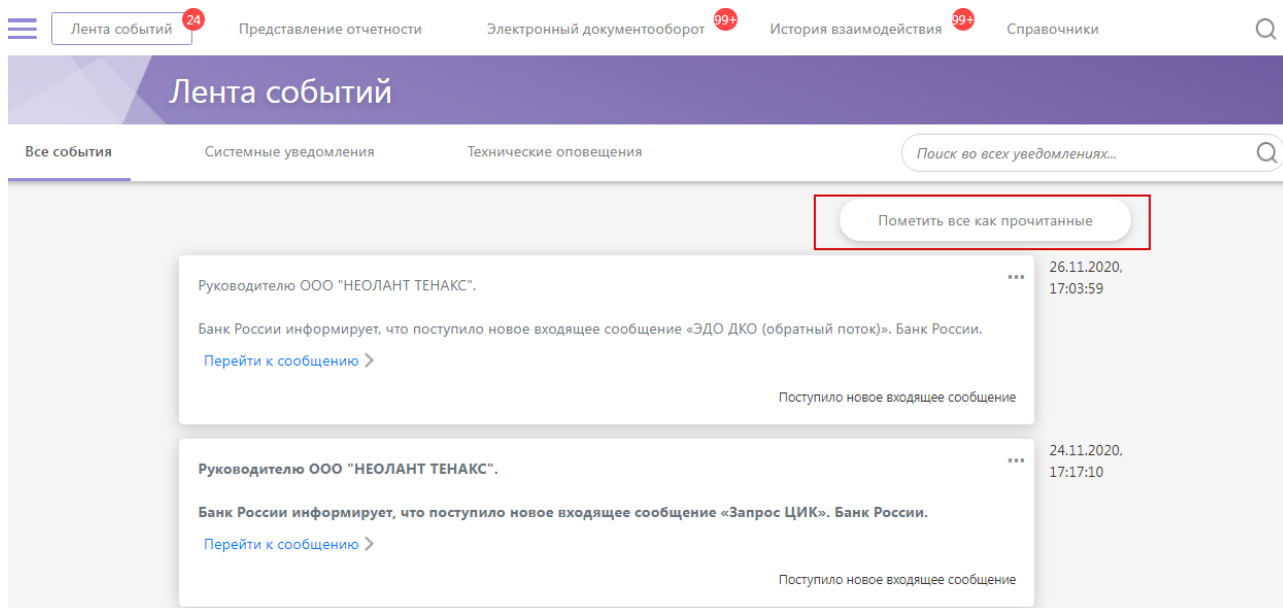 Лента событий 24 Представление отчетности Электронный документооборот 99+ История взаимодействия 99+ Справочники
Лента событий
Все события Системные уведомления Технические оповещения Поиск во всех уведомлениях...
Пометить все как прочитанные
26.11.2020,
17:03:59
Руководителю ООО "НЕОЛАНТ ТЕНАКС".
Банк России информирует, что поступило новое входящее сообщение «ЭДО ДКО (обратный поток)». Банк России.
Перейти к сообщению
Поступило новое входящее сообщение
24.11.2020,
17:17:10
Руководителю ООО "НЕОЛАНТ ТЕНАКС".
Банк России информирует, что поступило новое входящее сообщение «Запрос ЦИК». Банк России.
Перейти к сообщению
Поступило новое входящее сообщение